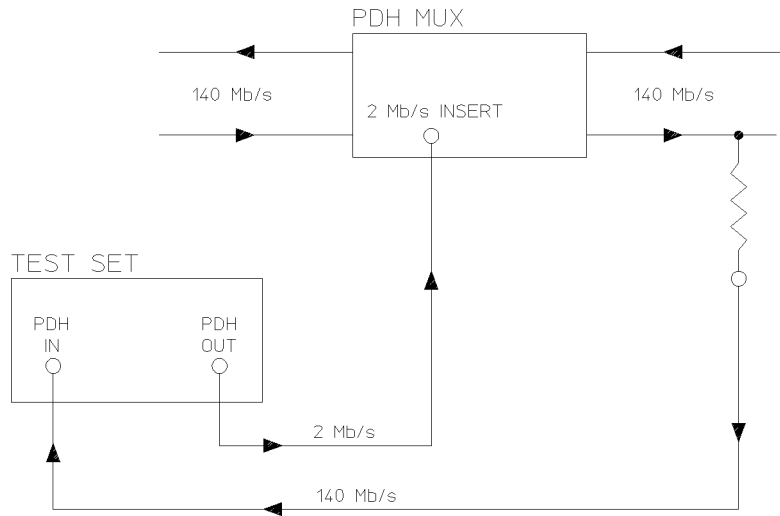 PDH MUX
140 Mb/s
140 Mb/s
2 Mb/s INSERT
TEST SET
PDH
IN
PDH
OUT
2 Mb/s
140 Mb/s